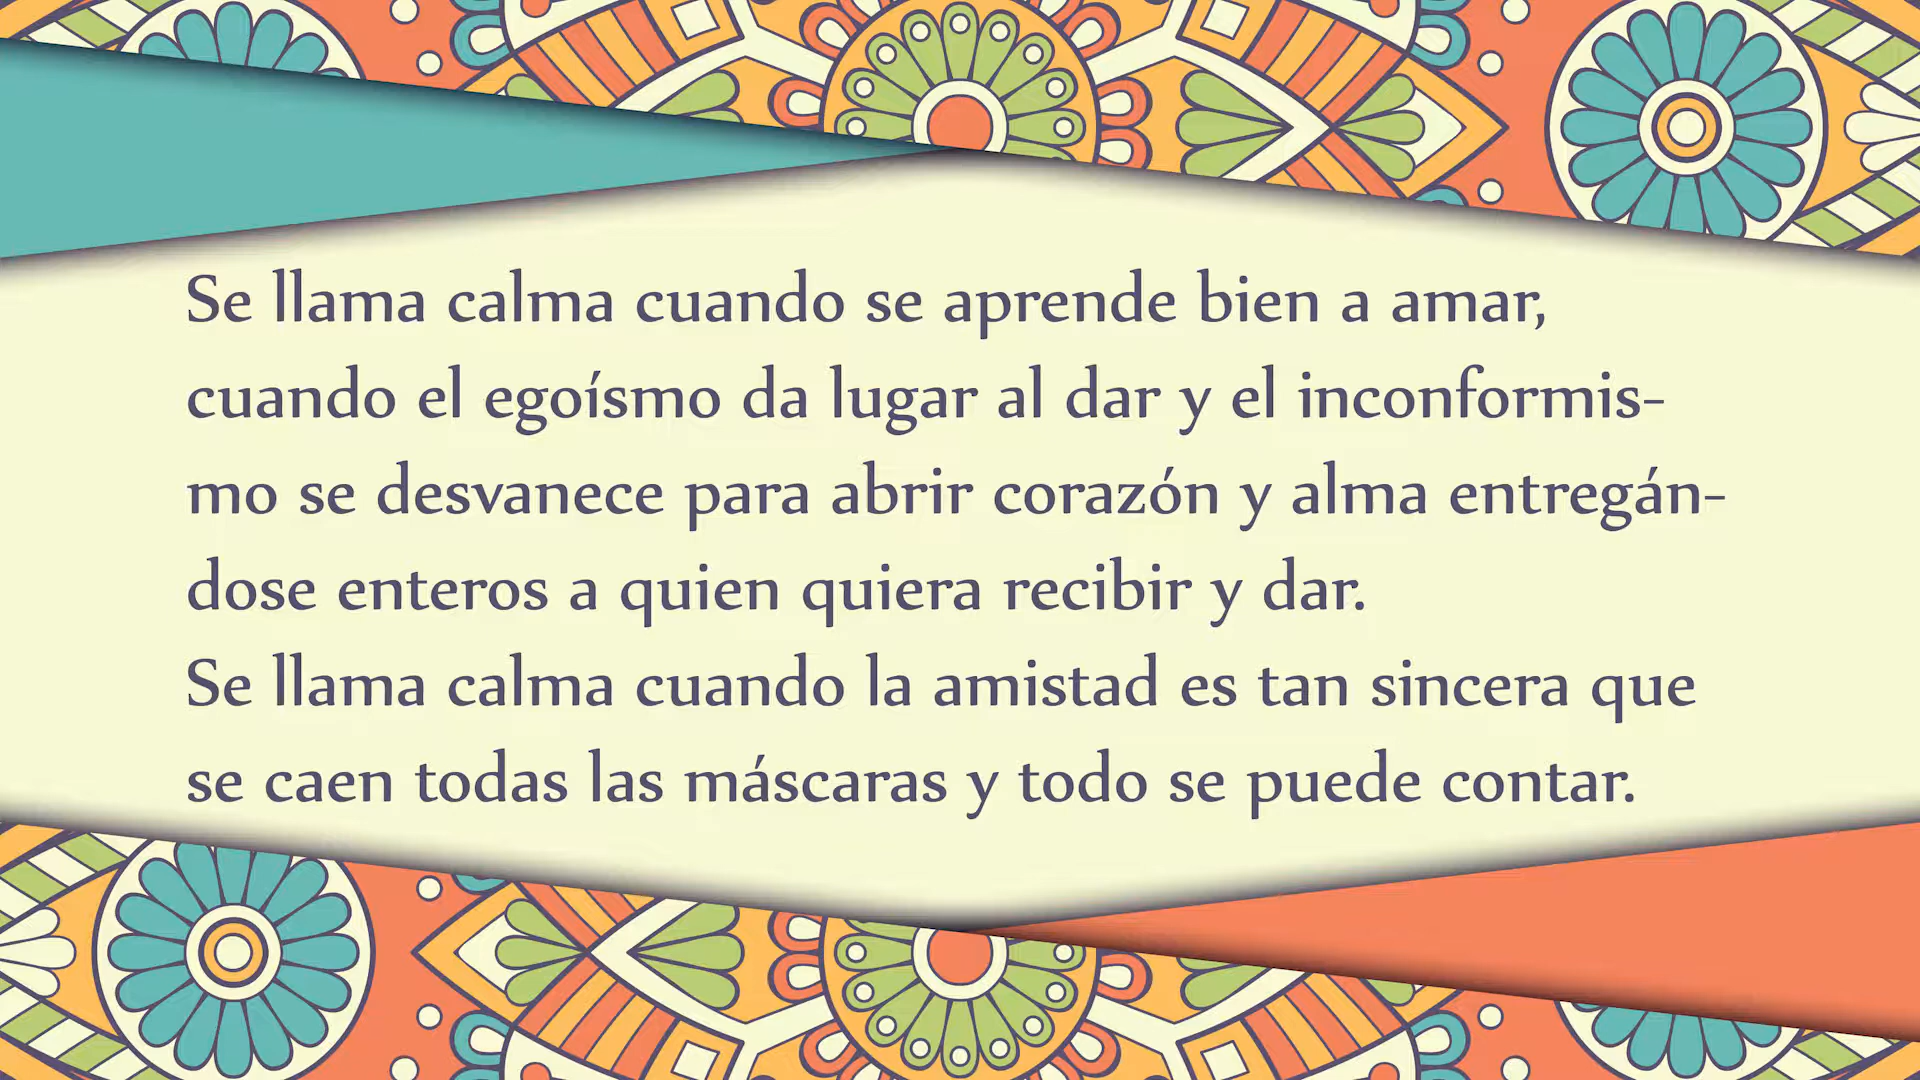 Se llama calma cuando se aprende bien a amar,
cuando el egoísmo da lugar al dar y el inconformis-
mo se desvanece para abrir corazón y alma entregán-
dose enteros a quien quiera recibir y dar.
Se llama calma cuando la amistad es tan sincera que
se caen todas las máscaras y todo se puede contar.